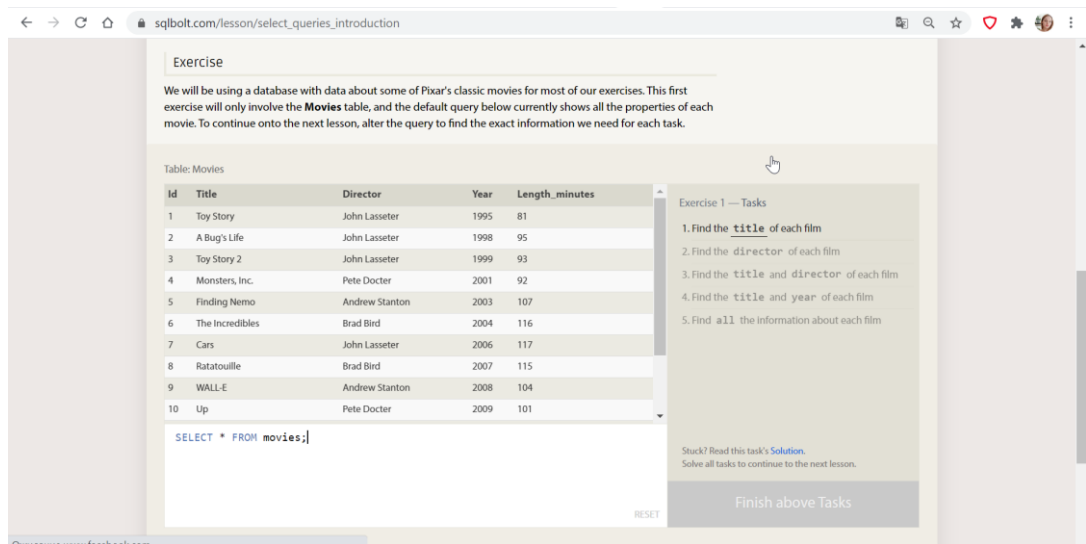 sqlbolt.com/lesson/select_queries_introduction
Exercise
We will be using a database with data about some of Pixar's classic movies for most of our exercises. This first
exercise will only involve the Movies table, and the default query below currently shows all the properties of each
movie. To continue onto the next lesson, alter the query to find the exact information we need for each task.
Table: Movies
Id Title Director Year Length_minutes
1 Toy Story John Lasseter 1995 81
2 A Bug's Life John Lasseter 1998 95
3 Toy Story 2 John Lasseter 1999 93
4 Monsters, Inc. Pete Docter 2001 92
5 Finding Nemo Andrew Stanton 2003 107
6 The Incredibles Brad Bird 2004 116
7 Cars John Lasseter 2006 117
8 Ratatouille Brad Bird 2007 115
9 WALL-E Andrew Stanton 2008 104
10 Up Pete Docter 2009 101
SELECT * FROM movies;
RESET
Exercise 1 — Tasks
1. Find the title of each film
2. Find the director of each film
3. Find the title and director of each film
4. Find the title and year of each film
5. Find all the information about each film
Stuck? Read this task's Solution.
Solve all tasks to continue to the next lesson.
Finish above Tasks